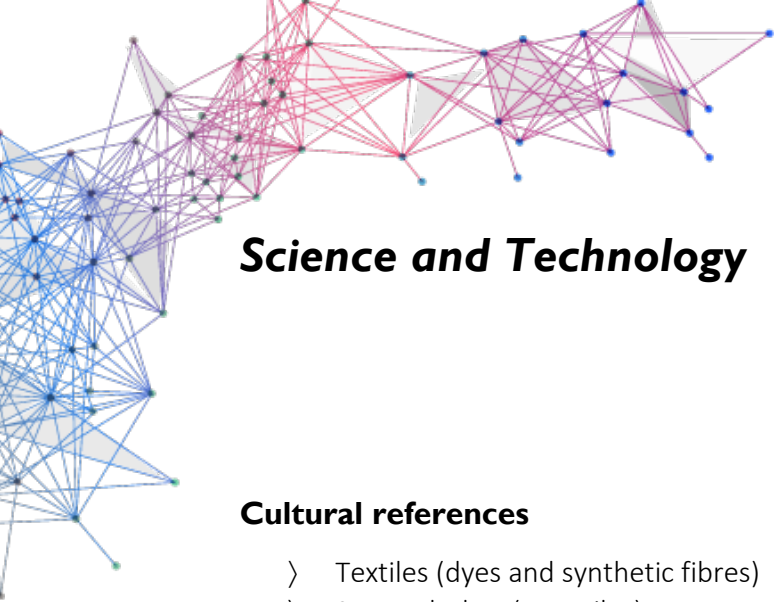 Science and Technology
Cultural references
〉 Textiles (dyes and synthetic fibres)